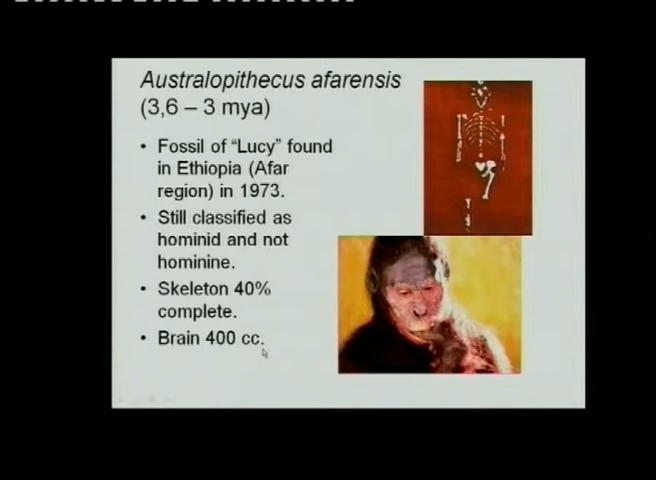 Australopithecus afarensis
(3,6 – 3 mya)
• Fossil of “Lucy” found
in Ethiopia (Afar
region) in 1973.
• Still classified as
hominid and not
hominine.
• Skeleton 40%
complete.
• Brain 400 cc.